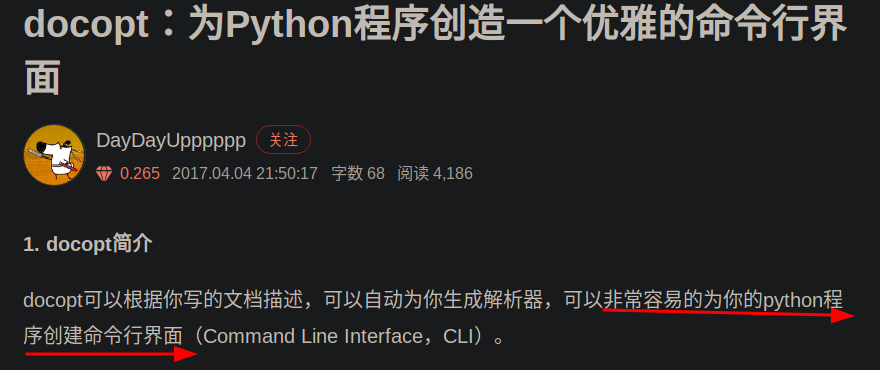 docopt：为Python程序创造一个优雅的命令行界
面
DayDayUpppppp 关注
0.265 2017.04.04 21:50:17 字数 68 阅读 4,186
1. docopt简介
docopt可以根据你写的文档描述，可以自动为你生成解析器，可以非常容易的为你的python程
序创建命令行界面（Command Line Interface，CLI）。